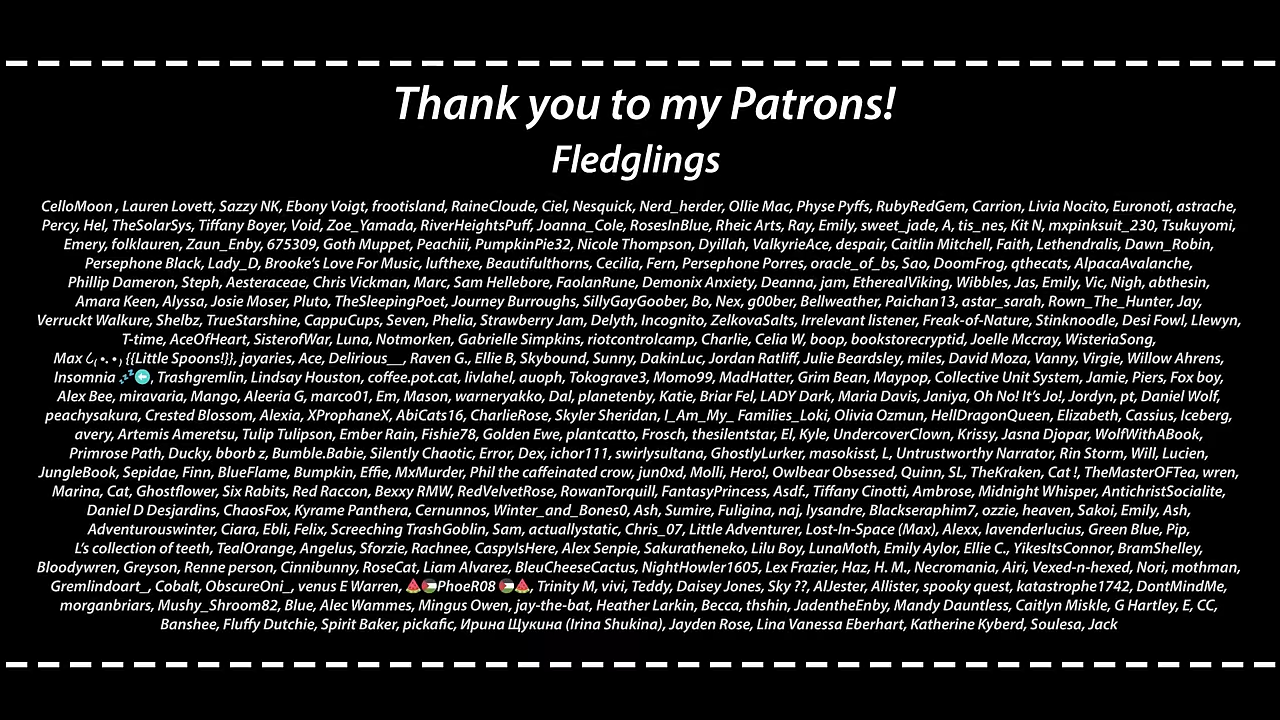 Thank you to my Patrons!
Fledglings
CelloMoon , Lauren Lovett, Sazzy NK, Ebony Voigt, frootisland, RaineCloude, Ciel, Nesquick, Nerd_herder, Ollie Mac, Physe Pyffs, RubyRedGem, Carrion, Livia Nocito, Euronoti, astrache,
Percy, Hel, TheSolarSys, Tiffany Boyer, Void, Zoe_Yamada, RiverHeightsPuff, Joanna_Cole, RosesInBlue, Rheic Arts, Ray, Emily, sweet_jade, A, tis_nes, Kit N, mxpinksuit_230, Tsukuyomi,
Emery, folklauren, Zaun_Enby, 675309, Goth Muppet, Peachiii, PumpkinPie32, Nicole Thompson, Dyillah, ValkyrieAce, despair, Caitlin Mitchell, Faith, Lethendralis, Dawn_Robin,
Persephone Black, Lady_D, Brooke's Love For Music, lufthexe, Beautifulthorns, Cecilia, Fern, Persephone Porres, oracle_of_bs, Sao, DoomFrog, qthecats, AlpacaAvalanche,
Phillip Dameron, Steph, Aesteraceae, Chris Vickman, Marc, Sam Hellebore, FaolanRune, Demonix Anxiety, Deanna, jam, EtherealViking, Wibbles, Jas, Emily, Vic, Nigh, abthesin,
Amara Keen, Alyssa, Josie Moser, Pluto, TheSleepingPoet, Journey Burroughs, SillyGayGoober, Bo, Nex, g00ber, Bellweather, Paichan13, astar_sarah, Rown_The_Hunter, Jay,
Verruckt Walkure, Shelbz, TrueStarshine, CappuCups, Seven, Phelia, Strawberry Jam, Delyth, Incognito, ZelkovaSalts, Irrelevant listener, Freak-of-Nature, Stinknoodle, Desi Fowl, Llewyn,
T-time, AceOfHeart, SisterofWar, Luna, Notmorken, Gabrielle Simpkins, riotcontrolcamp, Charlie, Celia W, boop, bookstorecryptid, Joelle Mccray, WisteriaSong,
Max ૮₍ •. • ₎ {{Little Spoons!}}, jayaries, Ace, Delirious__, Raven G., Ellie B, Skybound, Sunny, DakinLuc, Jordan Ratliff, Julie Beardsley, miles, David Moza, Vanny, Virgie, Willow Ahrens,
Insomnia 💤⬅️, Trashgremlin, Lindsay Houston, coffee.pot.cat, livlahel, auoph, Tokograve3, Momo99, MadHatter, Grim Bean, Maypop, Collective Unit System, Jamie, Piers, Fox boy,
Alex Bee, miravaria, Mango, Aleeria G, marco01, Em, Mason, warneryakko, Dal, planetenby, Katie, Briar Fel, LADY Dark, Maria Davis, Janiya, Oh No! It's Jo!, Jordyn, pt, Daniel Wolf,
peachysakura, Crested Blossom, Alexia, XProphaneX, AbiCats16, CharlieRose, Skyler Sheridan, I_Am_My_ Families_Loki, Olivia Ozmun, HellDragonQueen, Elizabeth, Cassius, Iceberg,
avery, Artemis Ameretsu, Tulip Tulipson, Ember Rain, Fishie78, Golden Ewe, plantcatto, Frosch, thesilentstar, El, Kyle, UndercoverClown, Krissy, Jasna Djopar, WolfWithABook,
Primrose Path, Ducky, bborb z, Bumble.Babie, Silently Chaotic, Error, Dex, ichor111, swirlysultana, GhostlyLurker, masokisst, L, Untrustworthy Narrator, Rin Storm, Will, Lucien,
JungleBook, Sepidae, Finn, BlueFlame, Bumpkin, Effie, MxMurder, Phil the caffeinated crow, jun0xd, Molli, Hero!, Owlbear Obsessed, Quinn, SL, TheKraken, Cat !, TheMasterOFTea, wren,
Marina, Cat, Ghostflower, Six Rabits, Red Raccon, Bexxy RMW, RedVelvetRose, RowanTorquill, FantasyPrincess, Asdf., Tiffany Cinotti, Ambrose, Midnight Whisper, AntichristSocialite,
Daniel D Desjardins, ChaosFox, Kyrame Panthera, Cernunnos, Winter_and_Bones0, Ash, Sumire, Fuligina, naj, lysandre, Blackseraphim7, ozzie, heaven, Sakoi, Emily, Ash,
Adventurouswinter, Ciara, Ebli, Felix, Screeching TrashGoblin, Sam, actuallystatic, Chris_07, Little Adventurer, Lost-In-Space (Max), Alexx, lavenderlucius, Green Blue, Pip,
L's collection of teeth, TealOrange, Angelus, Sforzie, Rachnee, CaspyIsHere, Alex Senpie, Sakuratheneko, Lilu Boy, LunaMoth, Emily Aylor, Ellie C., YikesItsConnor, BramShelley,
Bloodywren, Greyson, Renne person, Cinnibunny, RoseCat, Liam Alvarez, BleuCheeseCactus, NightHowler1605, Lex Frazier, Haz, H. M., Necromania, Airi, Vexed-n-hexed, Nori, mothman,
Gremlindoart_, Cobalt, ObscureOni_, venus E Warren, 🍉🇵🇸PhoeR08 🇵🇸🍉, Trinity M, vivi, Teddy, Daisey Jones, Sky ??, AlJester, Allister, spooky quest, katastrophe1742, DontMindMe,
morganbriars, Mushy_Shroom82, Blue, Alec Wammes, Mingus Owen, jay-the-bat, Heather Larkin, Becca, thshin, JadentheEnby, Mandy Dauntless, Caitlyn Miskle, G Hartley, E, CC,
Banshee, Fluffy Dutchie, Spirit Baker, pickafic, Ирина Щукина (Irina Shukina), Jayden Rose, Lina Vanessa Eberhart, Katherine Kyberd, Soulesa, Jack